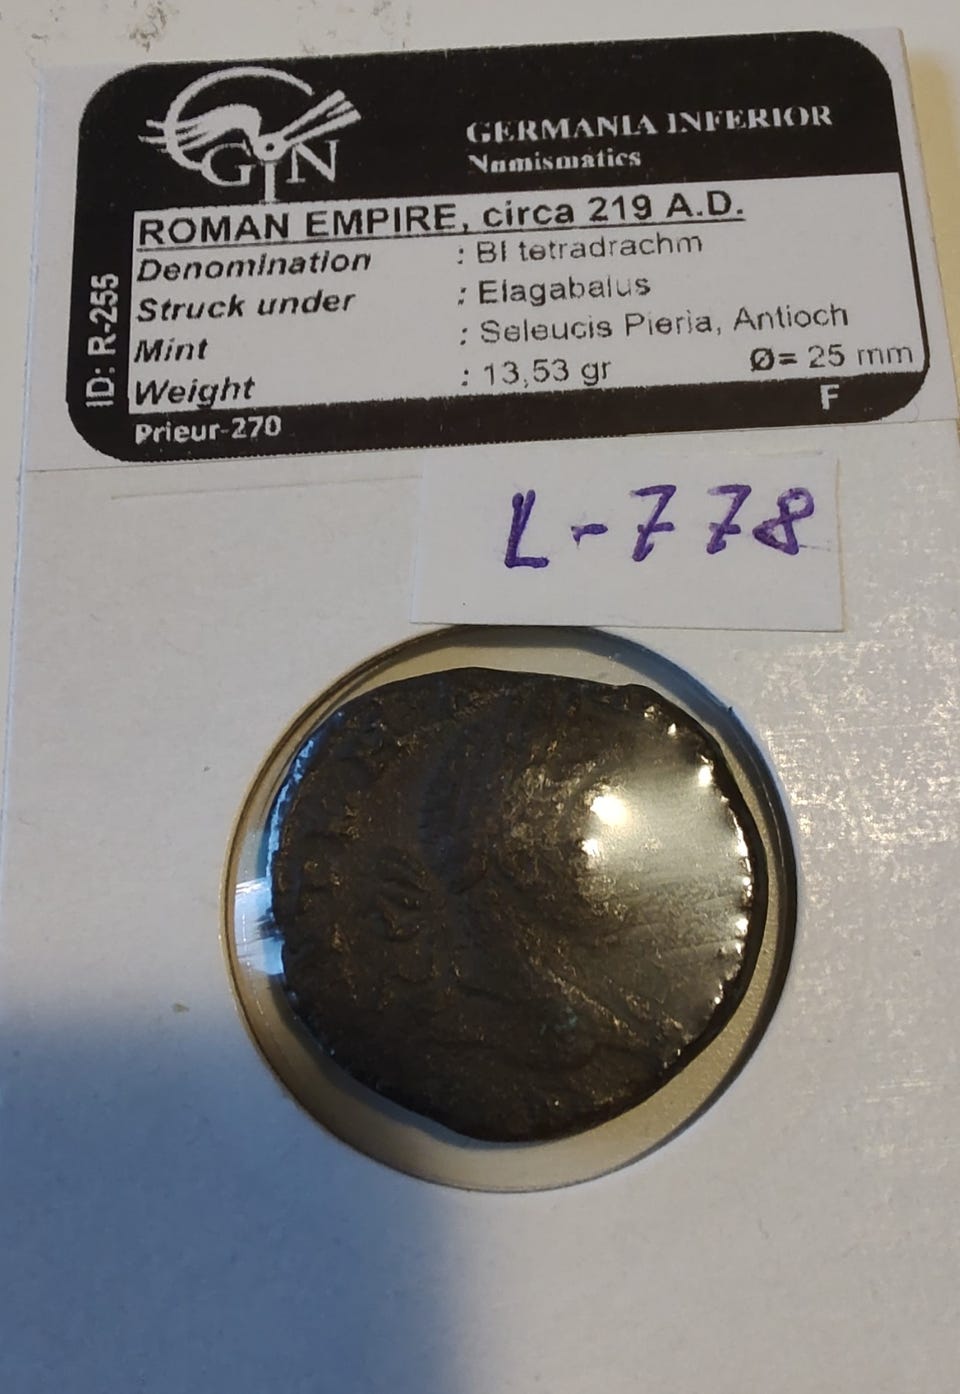 GIN
GERMANIA INFERIOR
Numismatics
ROMAN EMPIRE, circa 219 A.D.
Denomination : BI tetradrachm
Struck under : Elagabalus
Mint : Seleucis Pieria, Antioch
Weight : 13,53 gr Ø= 25 mm
Prieur-270 F
ID: R-255
L-778